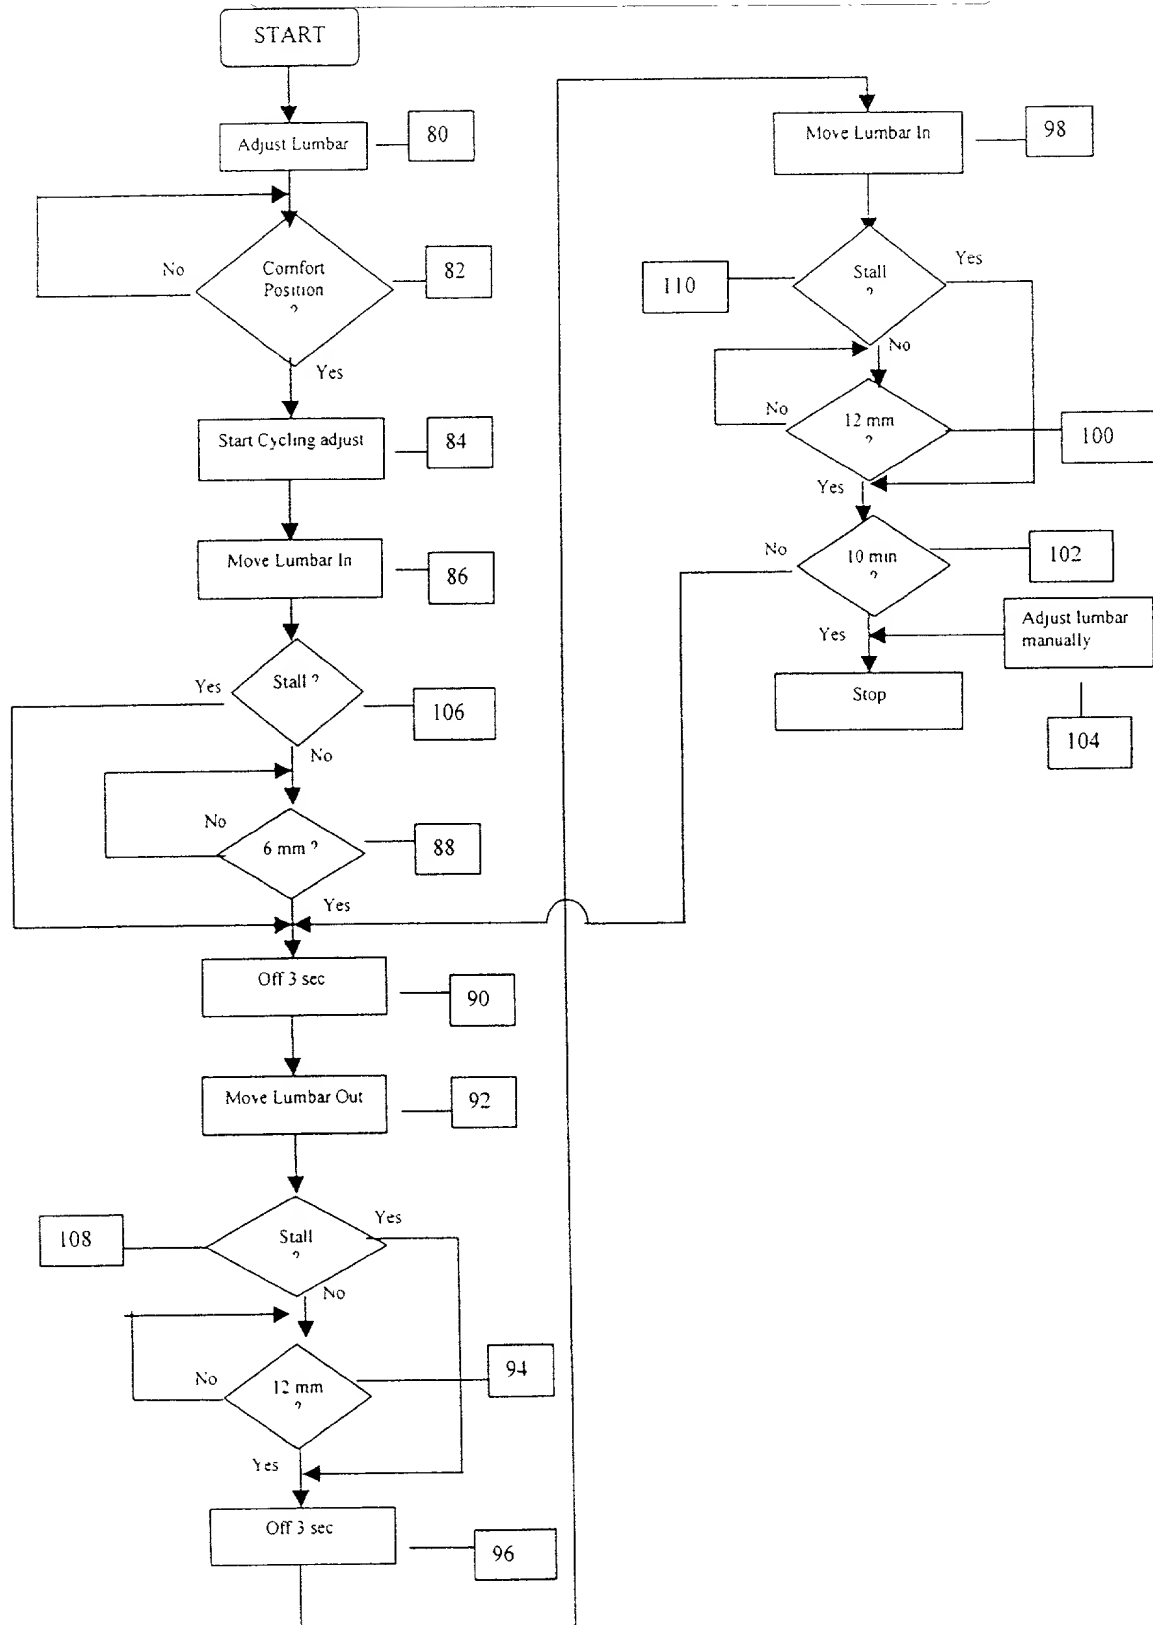 START
Adjust Lumbar
80
No
Comfort
Position
?
82
Yes
Start Cycling adjust
84
Move Lumbar In
86
Yes
Stall ?
106
No
No
6 mm ?
88
Yes
Off 3 sec
90
Move Lumbar Out
92
108
Stall
?
Yes
No
No
12 mm
?
94
Yes
Off 3 sec
96
Move Lumbar In
98
110
Stall
?
Yes
No
No
12 mm
?
100
Yes
No
10 min
?
102
Yes
Adjust lumbar
manually
Stop
104